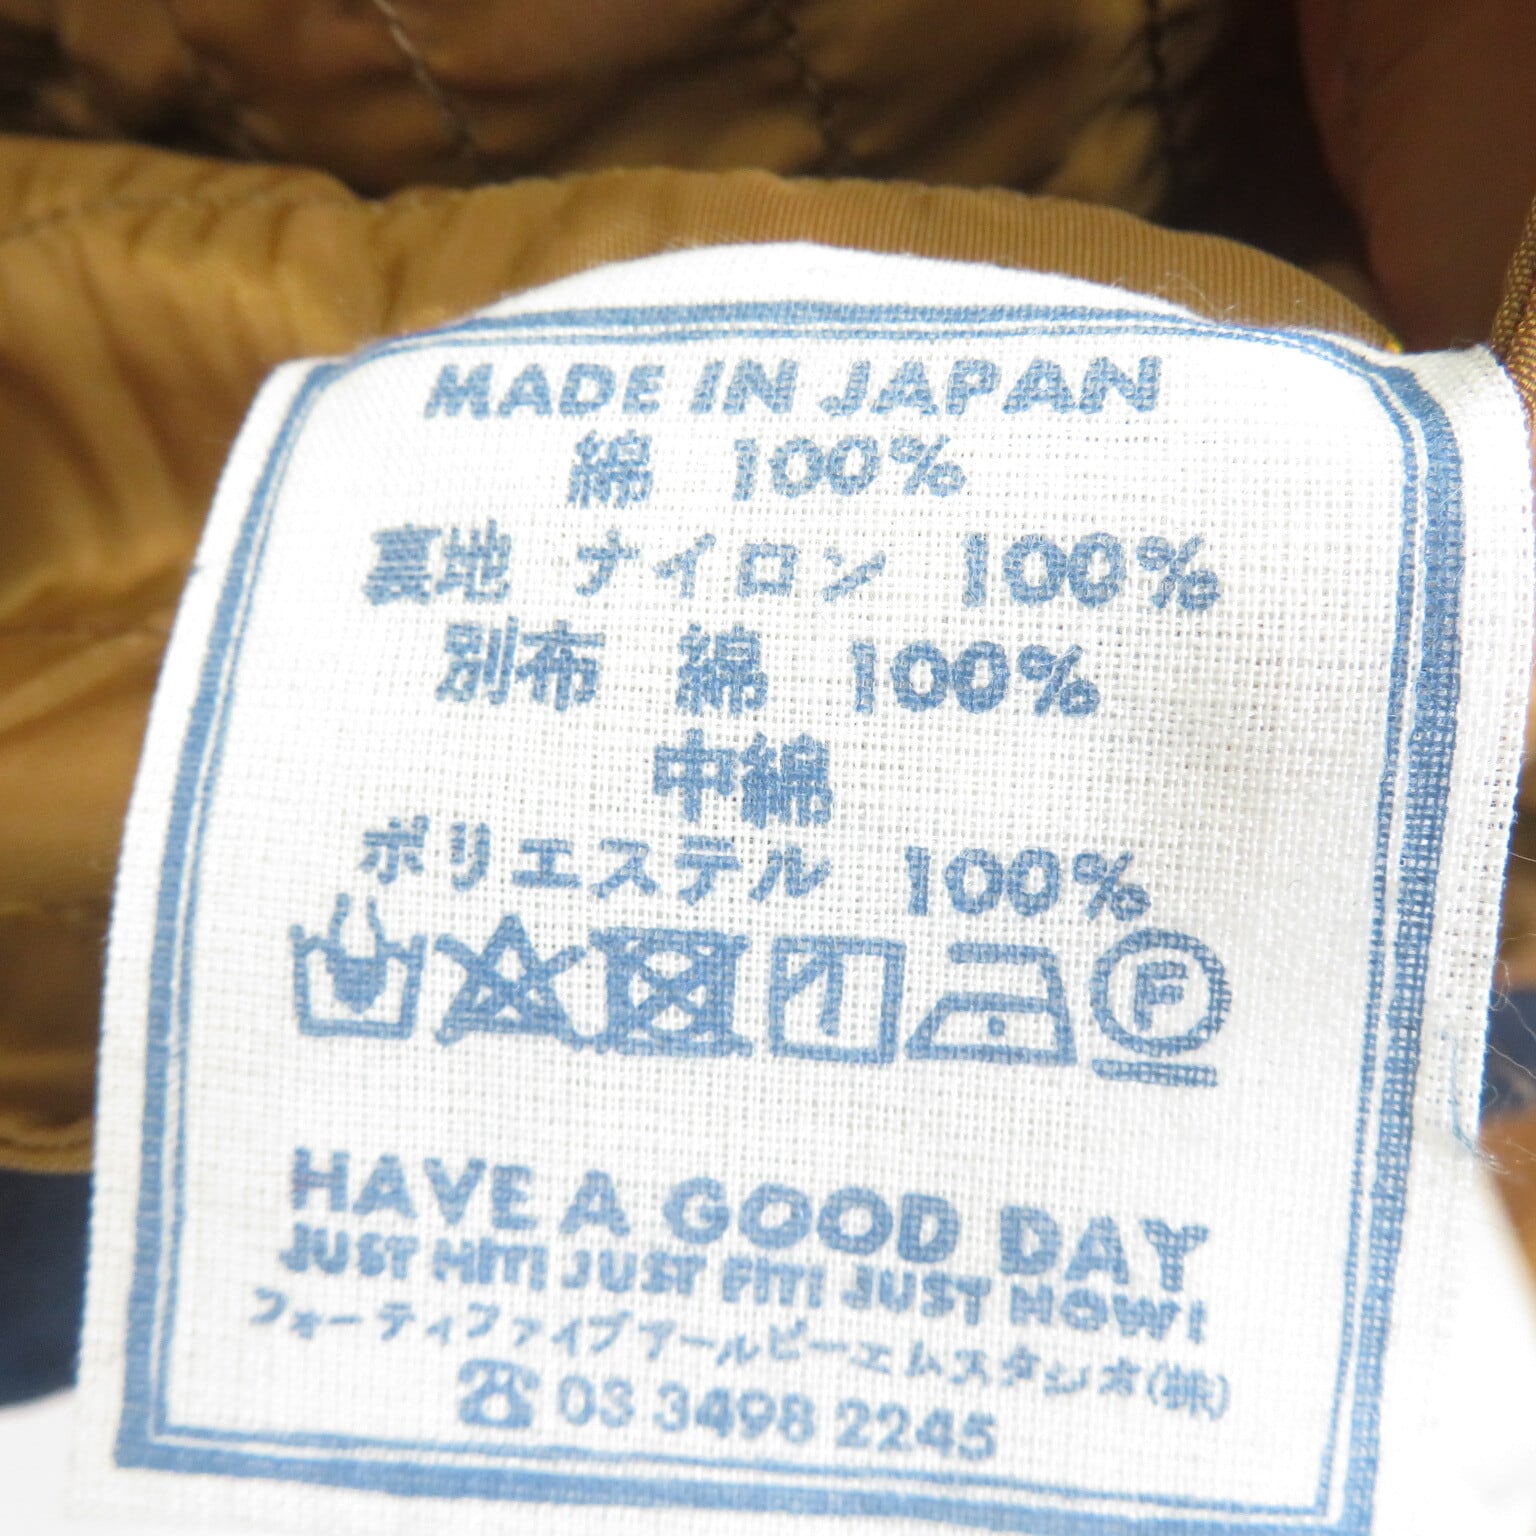 MADE IN JAPAN
綿 100%
裏地 ナイロン 100%
別布 綿 100%
中綿
ポリエステル 100%
F
HAVE A GOOD DAY
JUST MiT! JUST FIT! JUST NOW!
フォーティファイブアールピーエムスタジオ(株)
☎ 03 3498 2245